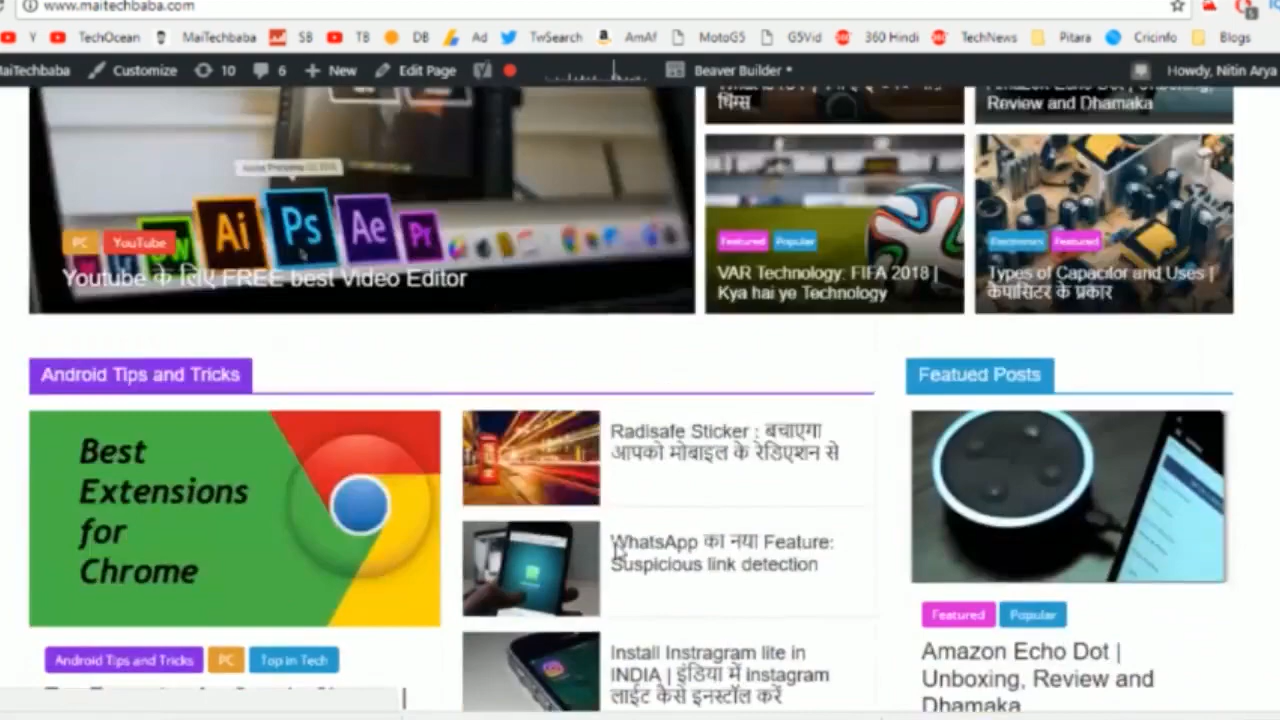 www.maitechbaba.com
Y TechOcean MaiTechbaba SB TB DB Ad TwSearch AmAf MotoG5 G5Vid 360 Hindi TechNews Pitara Cricinfo Blogs
MaiTechbaba Customize 10 6 New Edit Page Beaver Builder Howdy, Nitin Arya
थिंग्स
Review and Dhamaka
Ai Ps Ae Pr
PC YouTube
Youtube के लिए FREE best Video Editor
Featured Popular
VAR Technology: FIFA 2018 |
Kya hai ye Technology
Electronics Featured
Types of Capacitor and Uses |
केपासिटर के प्रकार
Android Tips and Tricks
Featued Posts
Best
Extensions
for
Chrome
Radisafe Sticker : बचाएगा
आपको मोबाइल के रेडिएशन से
WhatsApp का नया Feature:
Suspicious link detection
Install Instragram lite in
INDIA | इंडिया में Instagram
लाईट कैसे इनस्टॉल करें
Android Tips and Tricks PC Top in Tech
Featured Popular
Amazon Echo Dot |
Unboxing, Review and
Dhamaka